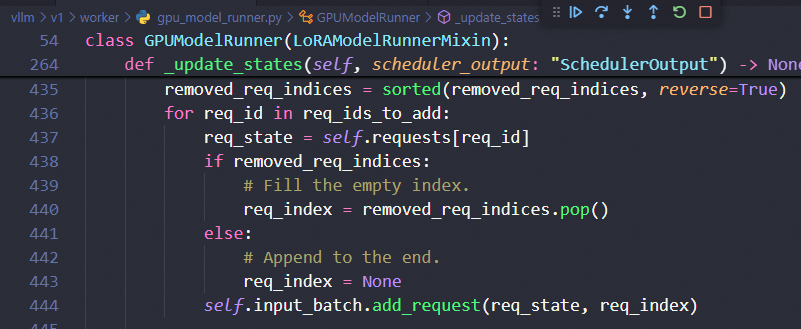 vllm > v1 > worker > gpu_model_runner.py > GPUModelRunner > _update_states
54 class GPUModelRunner(LoRAModelRunnerMixin):
264 def _update_states(self, scheduler_output: "SchedulerOutput") -> None
435 removed_req_indices = sorted(removed_req_indices, reverse=True)
436 for req_id in req_ids_to_add:
437 req_state = self.requests[req_id]
438 if removed_req_indices:
439 # Fill the empty index.
440 req_index = removed_req_indices.pop()
441 else:
442 # Append to the end.
443 req_index = None
444 self.input_batch.add_request(req_state, req_index)
445